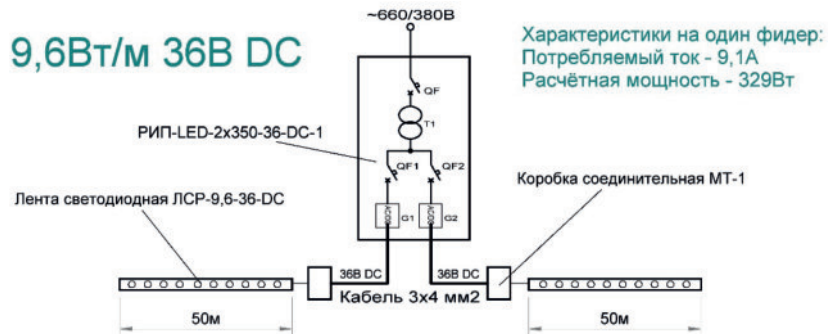 ~660/380В
9,6Вт/м 36В DC
Характеристики на один фидер:
Потребляемый ток - 9,1А
Расчётная мощность - 329Вт
QF
T1
РИП-LED-2x350-36-DC-1
QF1
QF2
Коробка соединительная МТ-1
Лента светодиодная ЛСР-9,6-36-DC
G1
G2
36В DC
36В DC
Кабель 3x4 мм2
50м
50м